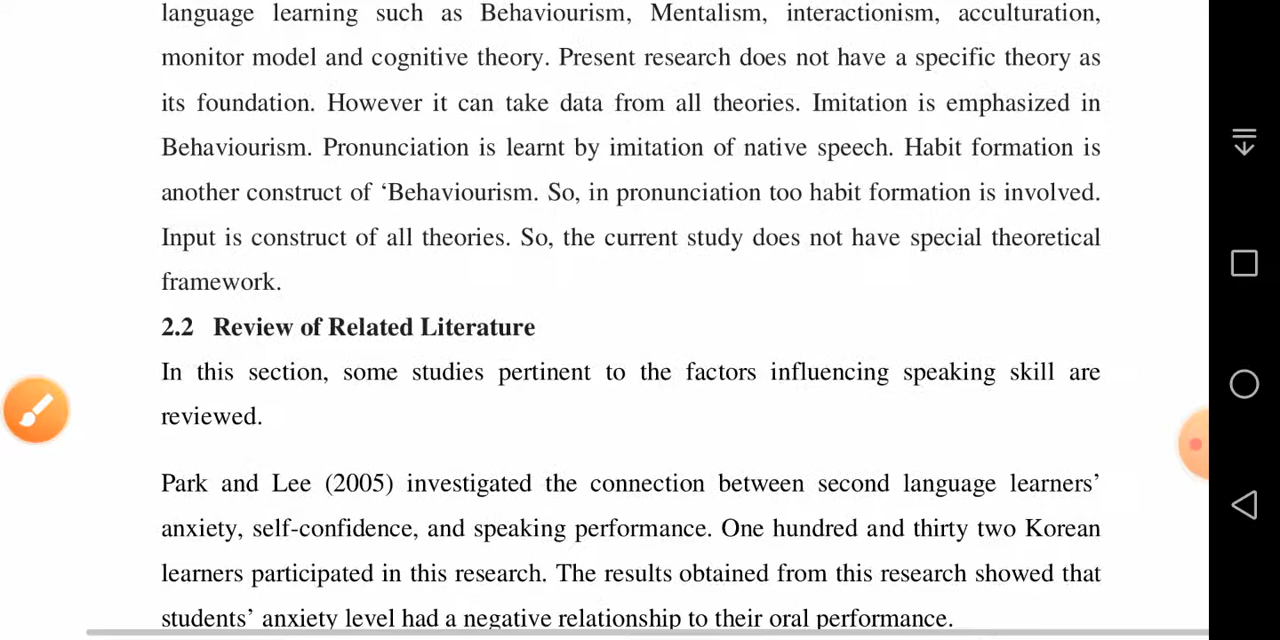 language learning such as Behaviourism, Mentalism, interactionism, acculturation,
monitor model and cognitive theory. Present research does not have a specific theory as
its foundation. However it can take data from all theories. Imitation is emphasized in
Behaviourism. Pronunciation is learnt by imitation of native speech. Habit formation is
another construct of ‘Behaviourism. So, in pronunciation too habit formation is involved.
Input is construct of all theories. So, the current study does not have special theoretical
framework.
2.2 Review of Related Literature
In this section, some studies pertinent to the factors influencing speaking skill are
reviewed.
Park and Lee (2005) investigated the connection between second language learners’
anxiety, self-confidence, and speaking performance. One hundred and thirty two Korean
learners participated in this research. The results obtained from this research showed that
students’ anxiety level had a negative relationship to their oral performance.